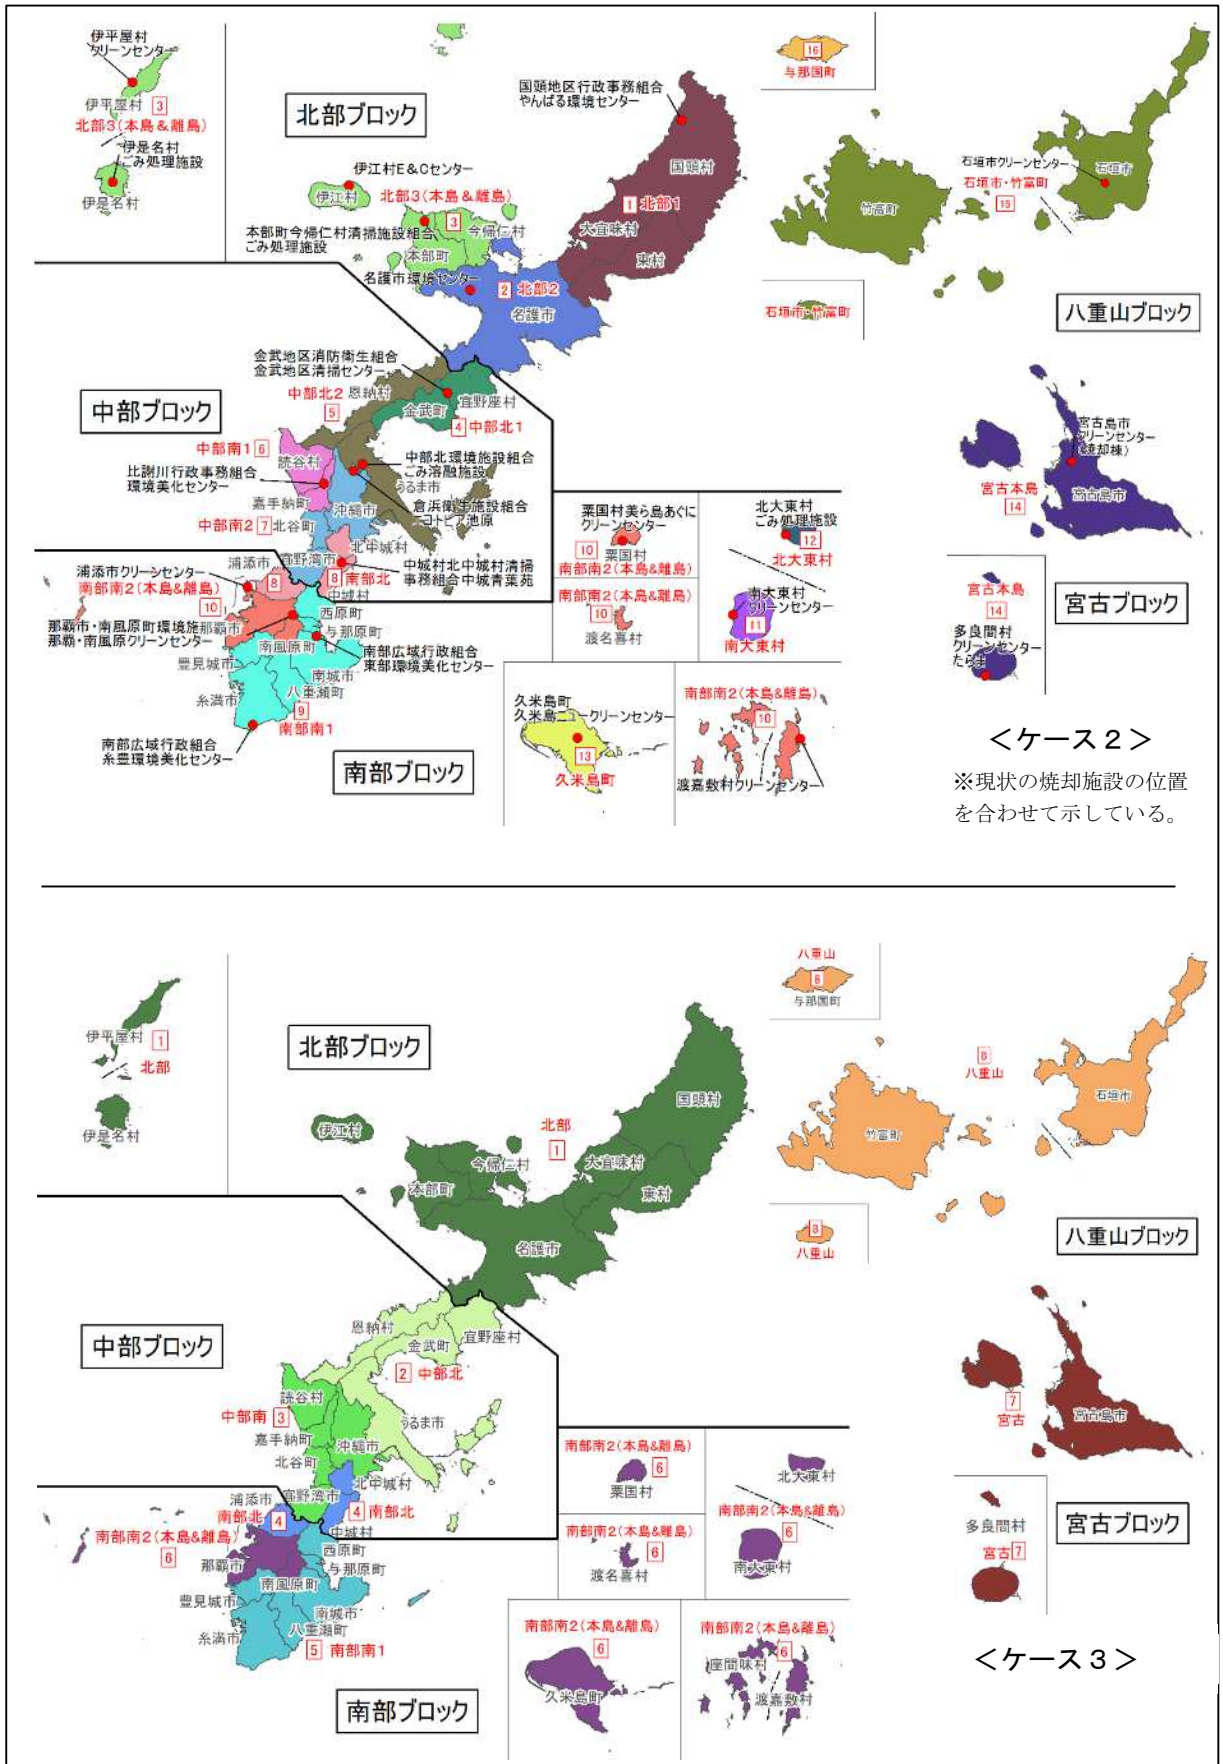 伊平屋村
クリーンセンター
伊平屋村 3
北部3(本島&離島)
伊是名村
ごみ処理施設
伊是名村
北部ブロック
国頭地区行政事務組合
やんばる環境センター
伊江村E&Cセンター
伊江村
北部3(本島&離島)
3
今帰仁村
本部町今帰仁村清掃施設組合
ごみ処理施設
本部町
名護市環境センター
2 北部2
名護市
国頭村
1 北部1
大宜味村
東村
16
与那国町
石垣市クリーンセンター
石垣市
石垣市・竹富町
15
竹富町
石垣市・竹富町
八重山ブロック
中部ブロック
金武地区消防衛生組合
金武地区清掃センター
中部北2
5
恩納村
宜野座村
金武町
4 中部北1
中部南1 6
読谷村
比謝川行政事務組合
環境美化センター
中部北環境施設組合
ごみ溶融施設
うるま市
倉浜衛生施設組合
エコトピア池原
嘉手納町
沖縄市
中部南2 7 北谷町
北中城村
宜野湾市
中城村北中城村清掃
事務組合中城青葉苑
8 南部北
中城村
浦添市
8
浦添市クリーンセンター
南部南2(本島&離島)
10
西原町
那覇市・南風原町環境施
那覇・南風原クリーンセンター
那覇市
与那原町
南風原町
南部広域行政組合
東部環境美化センター
豊見城市
南城市
八重瀬町
糸満市
9
南部南1
南部広域行政組合
糸豊環境美化センター
南部ブロック
粟国村美ら島あぐに
クリーンセンター
10 粟国村
南部南2(本島&離島)
南部南2(本島&離島)
10
渡名喜村
北大東村
ごみ処理施設
12
北大東村
南大東村
クリーンセンター
11
南大東村
久米島町
久米島ニュークリーンセンター
13
久米島町
南部南2(本島&離島)
10
渡嘉敷村クリーンセンター
宮古島市
クリーンセンター
(焼却棟)
宮古本島
14
宮古島市
宮古本島
14
多良間村
クリーンセンター
たらま
宮古ブロック
＜ケース2＞
※現状の焼却施設の位置
を合わせて示している。
伊平屋村 1
北部
伊是名村
北部ブロック
伊江村
北部
1
国頭村
大宜味村
今帰仁村
本部町
東村
名護市
八重山
8
与那国町
8
八重山
石垣市
竹富町
8
八重山
八重山ブロック
中部ブロック
恩納村
宜野座村
金武町
2 中部北
読谷村
中部南 3
うるま市
嘉手納町
沖縄市
北谷町
北中城村
宜野湾市
4 南部北
中城村
浦添市
南部北
4
南部南2(本島&離島)
6
西原町
那覇市
与那原町
南風原町
豊見城市
南城市
八重瀬町
糸満市
5 南部南1
南部ブロック
南部南2(本島&離島)
6
粟国村
南部南2(本島&離島)
6
渡名喜村
北大東村
南部南2(本島&離島)
6
南大東村
南部南2(本島&離島)
6
久米島町
南部南2(本島&離島)
6
座間味村
渡嘉敷村
7
宮古
宮古島市
多良間村
宮古 7
宮古ブロック
＜ケース3＞